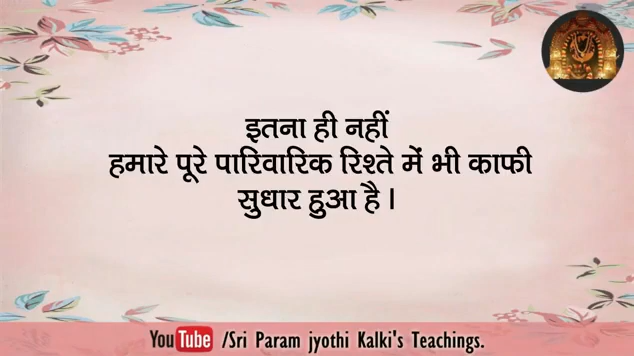 इतना ही नहीं
हमारे पूरे पारिवारिक रिश्ते में भी काफी
सुधार हुआ है।
YouTube /Sri Param jyothi Kalki's Teachings.